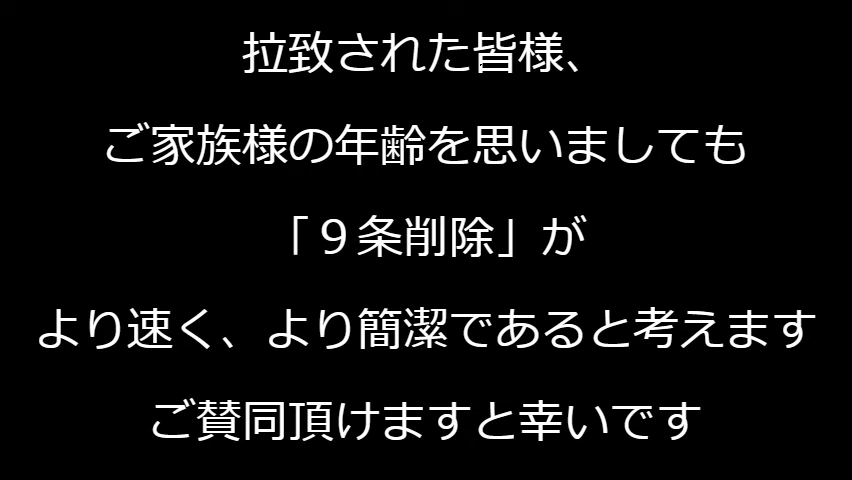 拉致された皆様、
ご家族様の年齢を思いましても
「９条削除」が
より速く、より簡潔であると考えます
ご賛同頂けますと幸いです